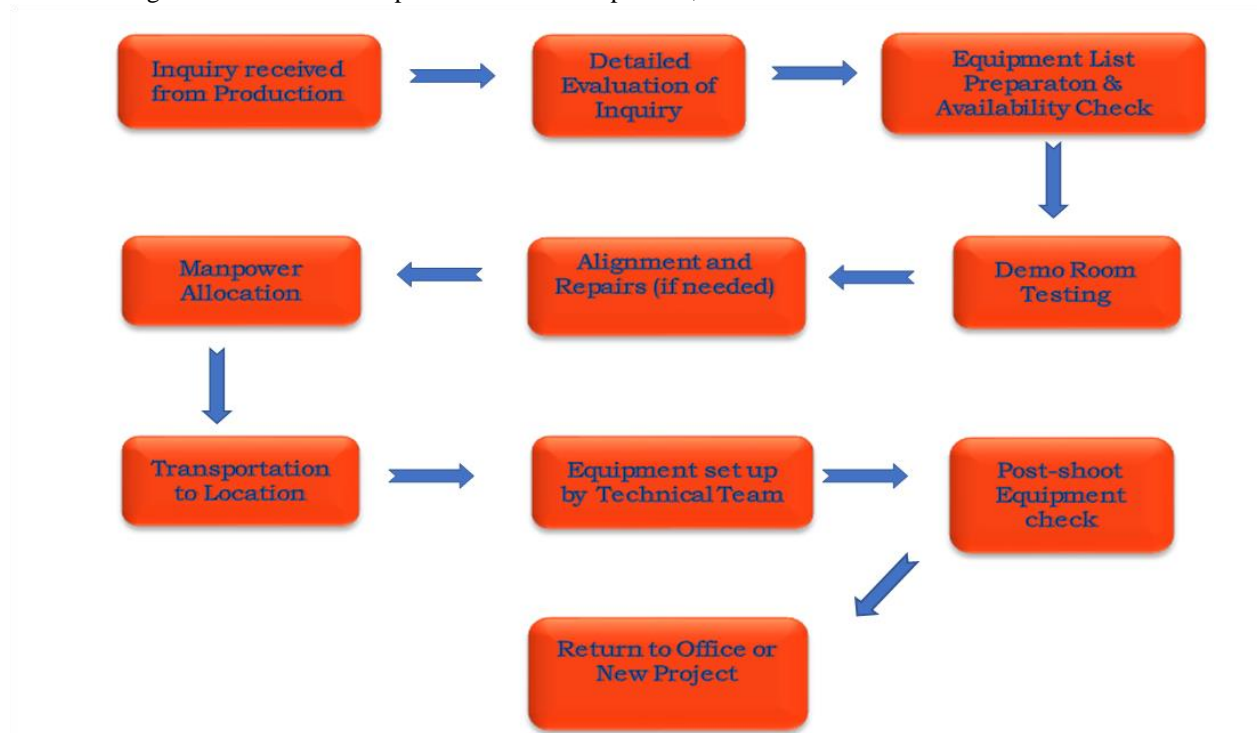 Inquiry received
from Production
Detailed
Evaluation of
Inquiry
Equipment List
Preparaton &
Availability Check
Demo Room
Testing
Alignment and
Repairs (if needed)
Manpower
Allocation
Transportation
to Location
Equipment set up
by Technical Team
Post-shoot
Equipment
check
Return to Office or
New Project